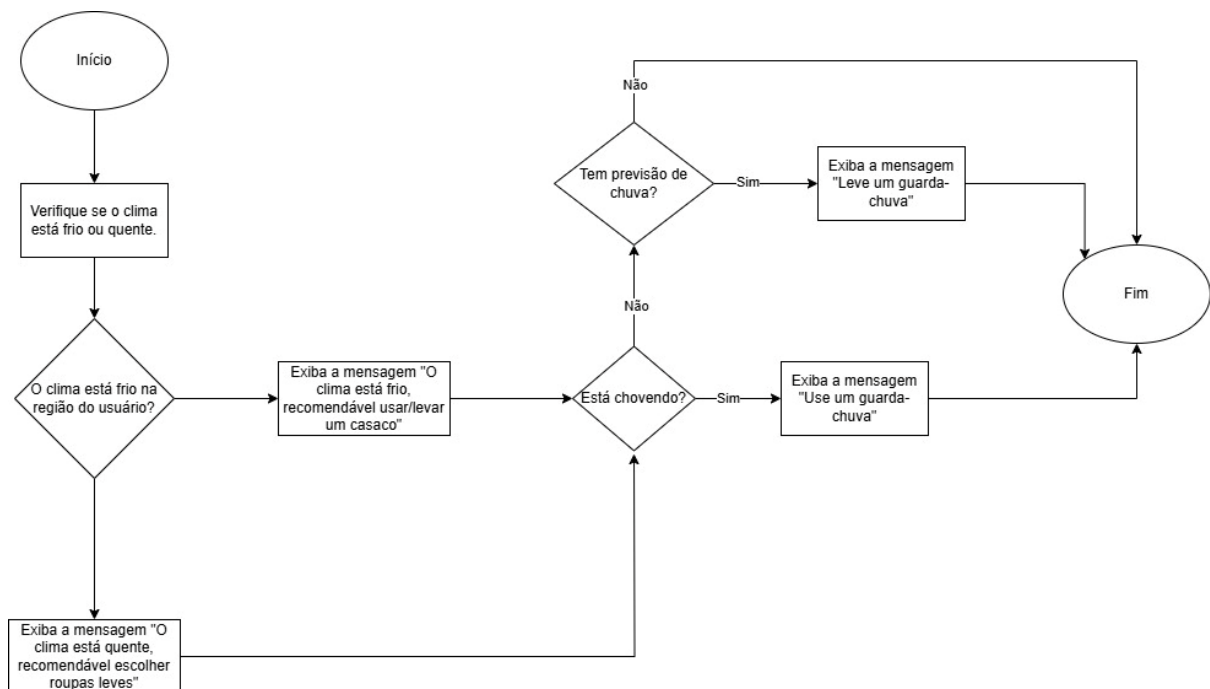 Início
Verifique se o clima
está frio ou quente.
O clima está frio na
região do usuário?
Exiba a mensagem "O
clima está frio,
recomendável usar/levar
um casaco"
Exiba a mensagem "O
clima está quente,
recomendável escolher
roupas leves"
Está chovendo?
Sim
Exiba a mensagem
"Use um guarda-
chuva"
Não
Tem previsão de
chuva?
Sim
Exiba a mensagem
"Leve um guarda-
chuva"
Não
Fim